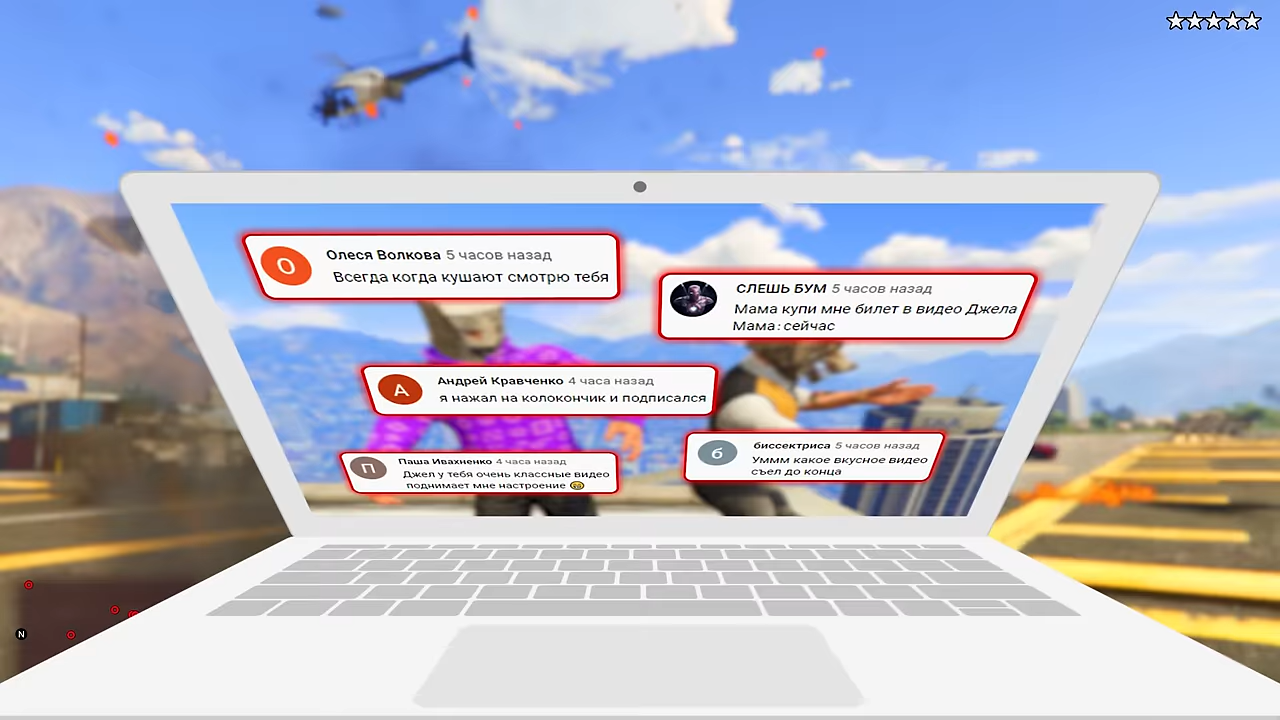 Олеся Волкова 5 часов назад
Всегда когда кушают смотрю тебя
СЛЕШЬ БУМ 5 часов назад
Мама купи мне билет в видео Джела
Мама: сейчас
Андрей Кравченко 4 часа назад
я нажал на колокончик и подписался
биссектриса 5 часов назад
Уммм какое вкусное видео
съел до конца
Паша Ивахненко 4 часа назад
Джел у тебя очень классные видео
поднимает мне настроение
О
А
б
П
N